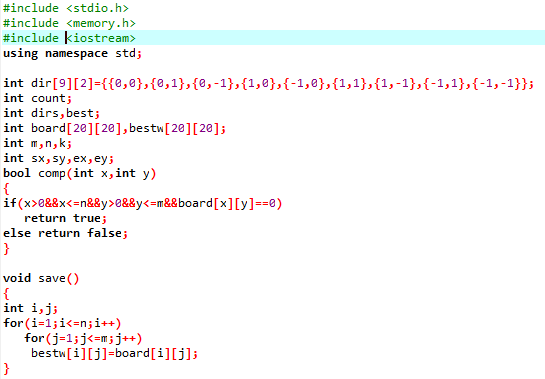 #include <stdio.h>
#include <memory.h>
#include <iostream>
using namespace std;

int dir[9][2]={{0,0},{0,1},{0,-1},{1,0},{-1,0},{1,1},{1,-1},{-1,1},{-1,-1}};
int count;
int dirs,best;
int board[20][20],bestw[20][20];
int m,n,k;
int sx,sy,ex,ey;
bool comp(int x,int y)
{
if(x>0&&x<=n&&y>0&&y<=m&&board[x][y]==0)
   return true;
else return false;
}

void save()
{
int i,j;
for(i=1;i<=n;i++)
   for(j=1;j<=m;j++)
    bestw[i][j]=board[i][j];
}